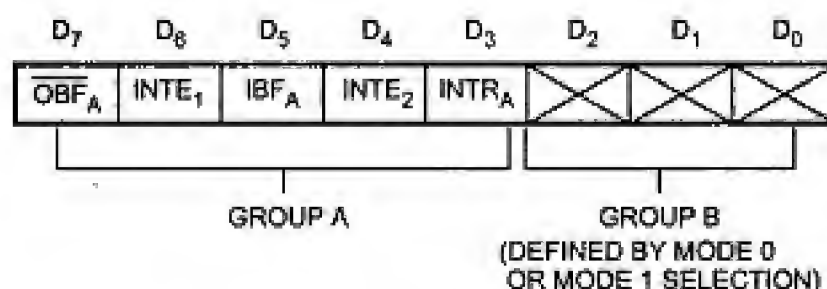 D7 D6 D5 D4 D3 D2 D1 D0
OBFA INTE1 IBFA INTE2 INTRA
GROUP A GROUP B
(DEFINED BY MODE 0
OR MODE 1 SELECTION)